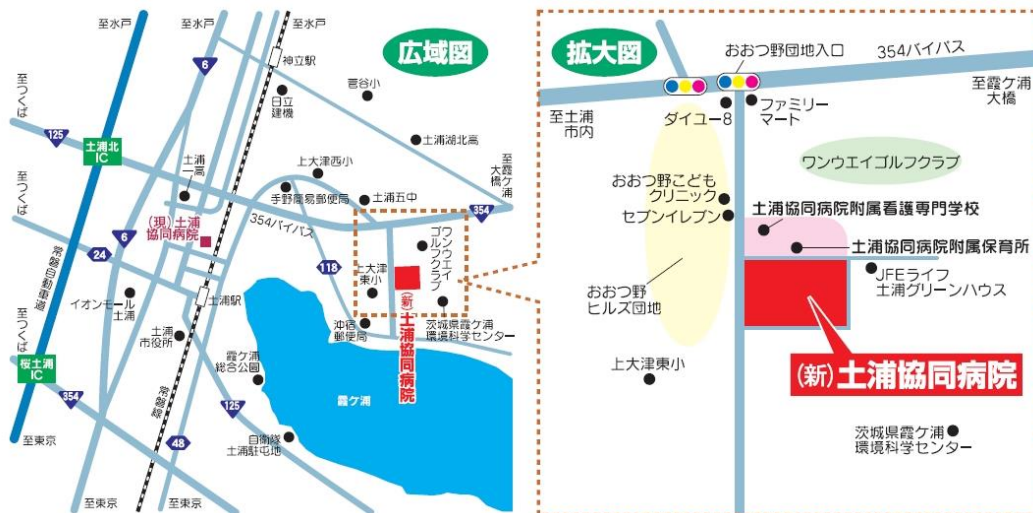 広域図
至水戸
至水戸
至水戸
6
神立駅
日立
建機
菅谷小
土浦湖北高
至つくば
125
土浦北
IC
土浦
一高
上大津西小
手野簡易郵便局
土浦五中
至霞ケ浦
大橋
354
354バイパス
(現)土浦
協同病院
至つくば
24
6
常磐自動車道
118
ワンウエイ
ゴルフクラブ
上大津
東小
(新)土浦協同病院
イオンモール
土浦
土浦駅
土浦
市役所
沖宿
郵便局
茨城県霞ケ浦
環境科学センター
至つくば
桜土浦
IC
霞ケ浦
総合公園
霞ケ浦
354
常磐線
125
至東京
48
自衛隊
土浦駐屯地
至東京
至東京
拡大図
おおつ野団地入口
354バイパス
至土浦
市内
至霞ケ浦
大橋
ダイユー8
ファミリー
マート
ワンウエイゴルフクラブ
おおつ野こども
クリニック
セブンイレブン
土浦協同病院附属看護専門学校
土浦協同病院附属保育所
JFEライフ
土浦グリーンハウス
おおつ野
ヒルズ団地
(新)土浦協同病院
上大津東小
茨城県霞ケ浦
環境科学センター